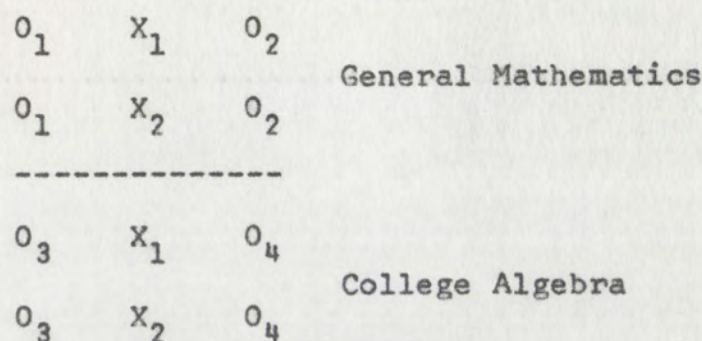 O₁ X₁ O₂
General Mathematics
O₁ X₂ O₂
--------------
O₃ X₁ O₄
College Algebra
O₃ X₂ O₄